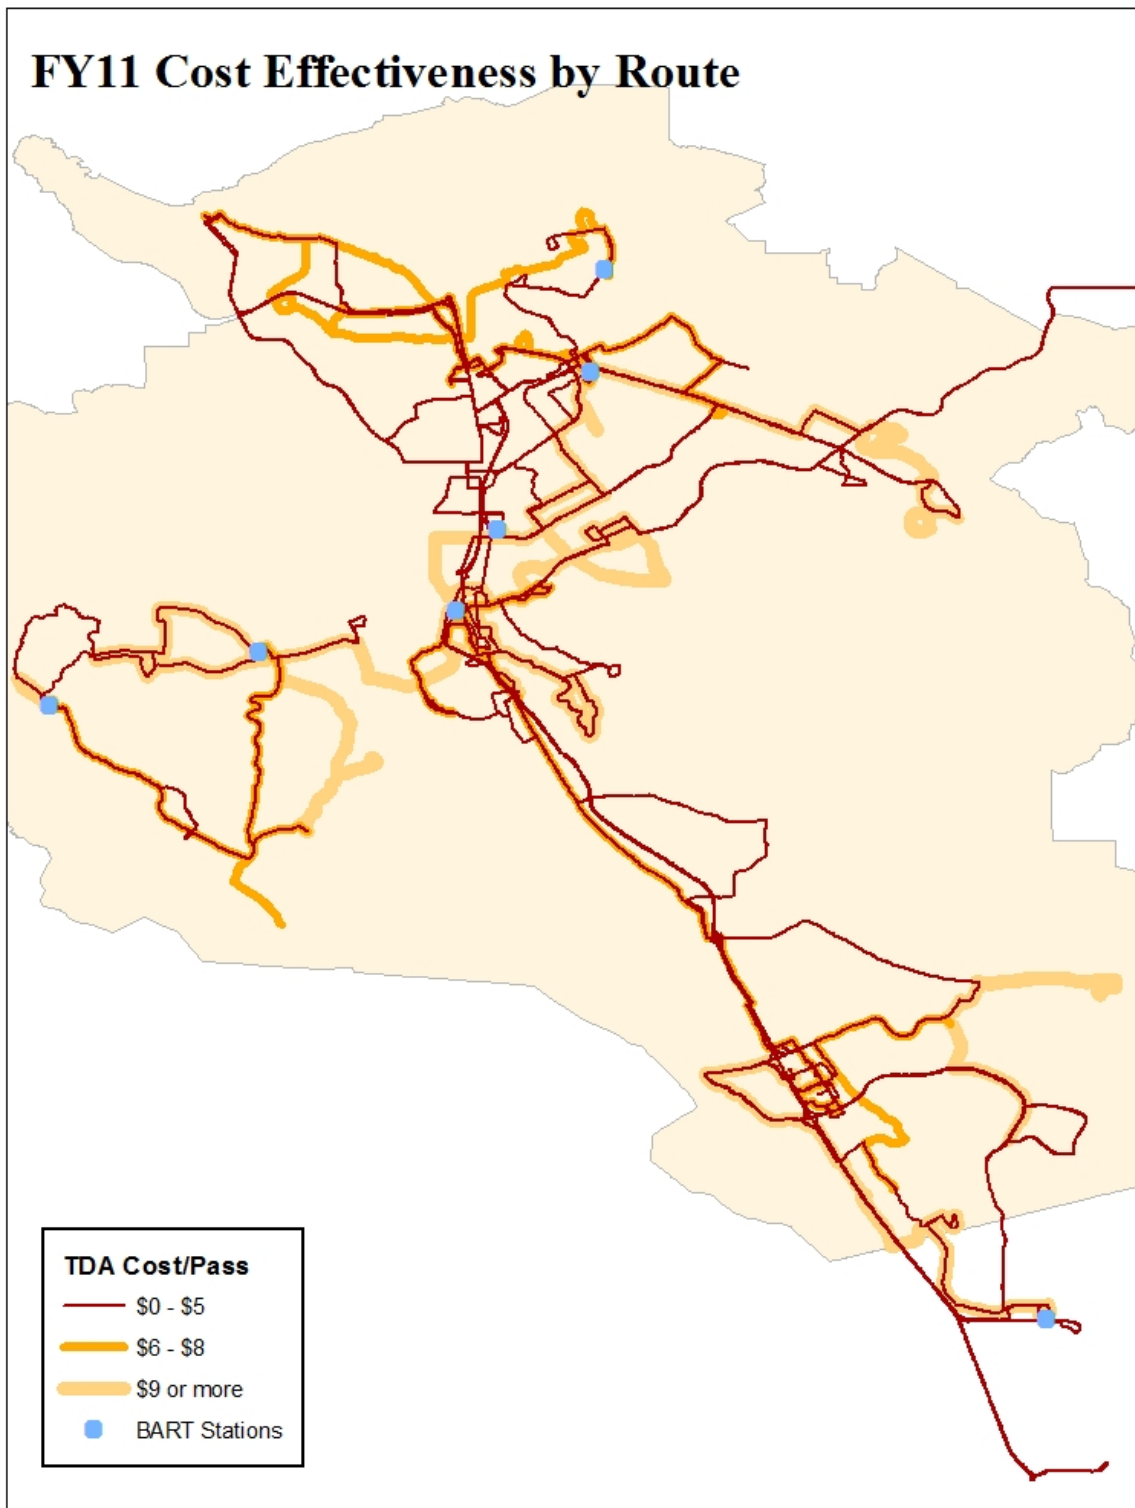 FY11 Cost Effectiveness by Route
TDA Cost/Pass
$0 - $5
$6 - $8
$9 or more
BART Stations